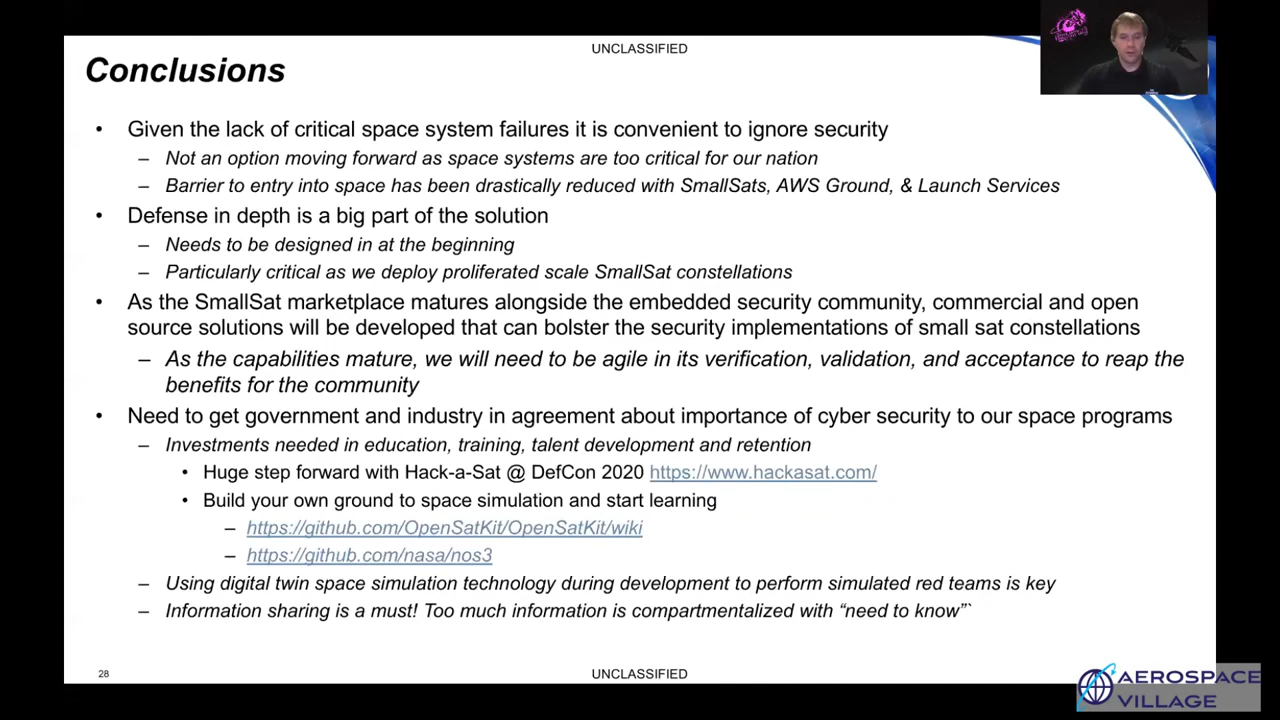 UNCLASSIFIED
Conclusions
• Given the lack of critical space system failures it is convenient to ignore security
– Not an option moving forward as space systems are too critical for our nation
– Barrier to entry into space has been drastically reduced with SmallSats, AWS Ground, & Launch Services
• Defense in depth is a big part of the solution
– Needs to be designed in at the beginning
– Particularly critical as we deploy proliferated scale SmallSat constellations
• As the SmallSat marketplace matures alongside the embedded security community, commercial and open
source solutions will be developed that can bolster the security implementations of small sat constellations
– As the capabilities mature, we will need to be agile in its verification, validation, and acceptance to reap the
benefits for the community
• Need to get government and industry in agreement about importance of cyber security to our space programs
– Investments needed in education, training, talent development and retention
• Huge step forward with Hack-a-Sat @ DefCon 2020 https://www.hackasat.com/
• Build your own ground to space simulation and start learning
– https://github.com/OpenSatKit/OpenSatKit/wiki
– https://github.com/nasa/nos3
– Using digital twin space simulation technology during development to perform simulated red teams is key
– Information sharing is a must! Too much information is compartmentalized with “need to know”`
28
UNCLASSIFIED
AEROSPACE
VILLAGE